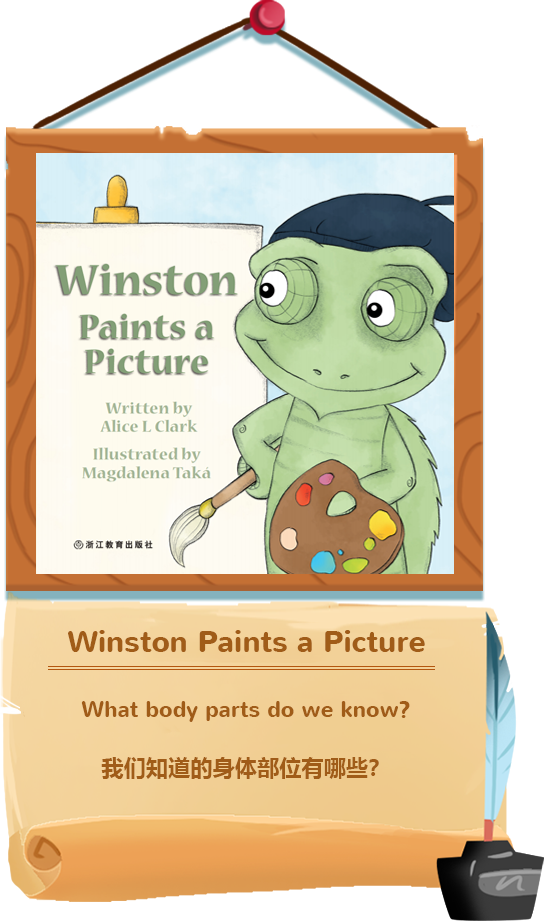 Winston
Paints a
Picture
Written by
Alice L Clark
Illustrated by
Magdalena Taká
浙江教育出版社
Winston Paints a Picture
What body parts do we know?
我们知道的身体部位有哪些?